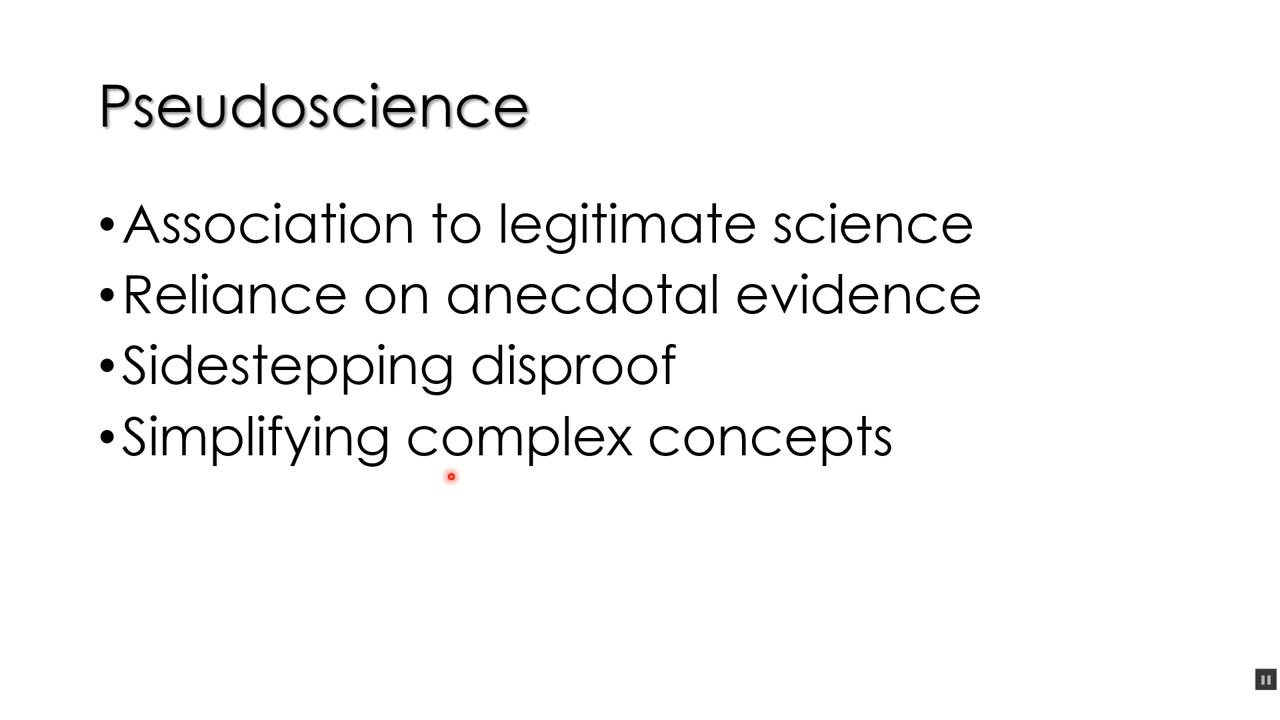 Pseudoscience
• Association to legitimate science
• Reliance on anecdotal evidence
• Sidestepping disproof
• Simplifying complex concepts